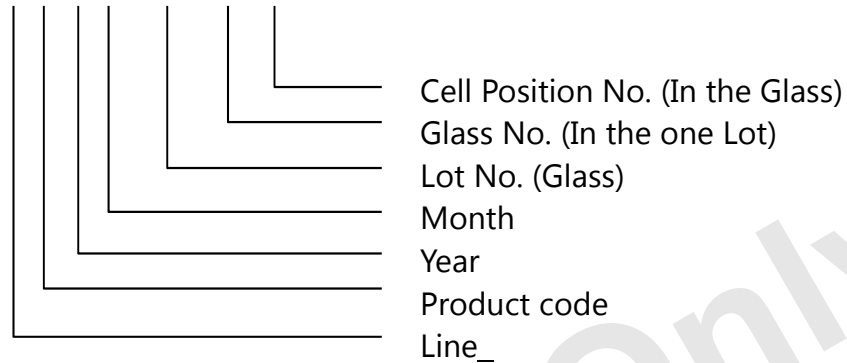 Cell Position No. (In the Glass)
Glass No. (In the one Lot)
Lot No. (Glass)
Month
Year
Product code
Line_
Only